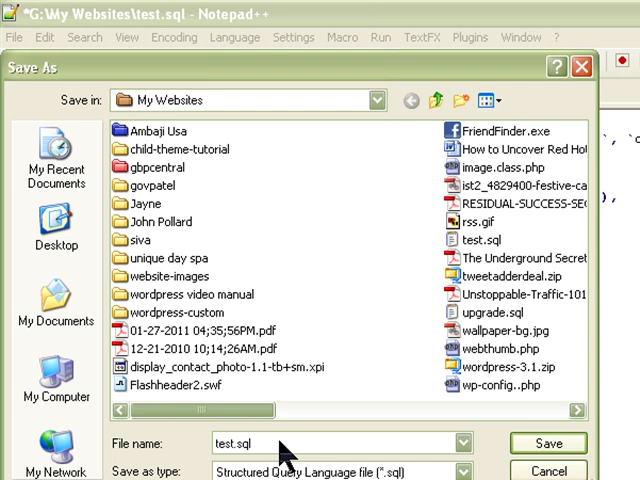 *G:\My Websites\test.sql - Notepad++
File Edit Search View Encoding Language Settings Macro Run TextFX Plugins Window ?
Save As
Save in: My Websites
My Recent Documents
Desktop
My Documents
My Computer
My Network
Ambaji Usa
child-theme-tutorial
gbpcentral
govpatel
Jayne
John Pollard
siva
unique day spa
website-images
wordpress video manual
wordpress-custom
01-27-2011 04;35;56PM.pdf
12-21-2010 10;14;26AM.pdf
display_contact_photo-1.1-tb+sm.xpi
Flashheader2.swf
FriendFinder.exe
How to Uncover Red Ho
image.class.php
ist2_4829400-festive-ca
RESIDUAL-SUCCESS-SEC
rss.gif
test.sql
The Underground Secret
tweetadderdeal.zip
Unstoppable-Traffic-101
upgrade.sql
wallpaper-bg.jpg
webthumb.php
wordpress-3.1.zip
wp-config..php
File name: test.sql Save
Save as type: Structured Query Language file (*.sql) Cancel